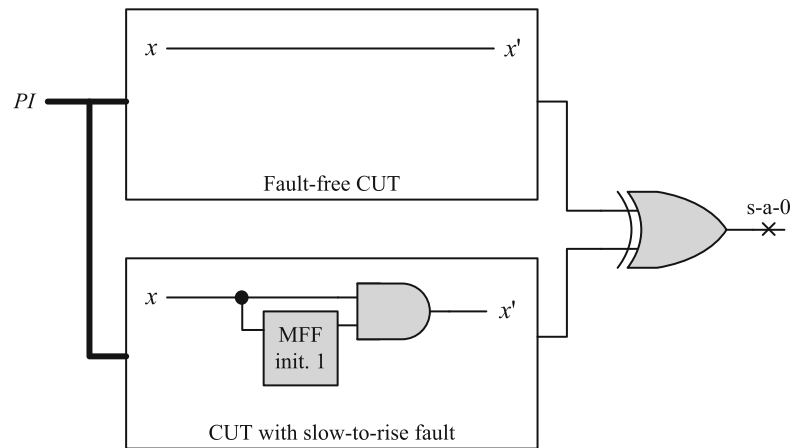 x x'
PI
Fault-free CUT
s-a-0
x x'
MFF
init. 1
CUT with slow-to-rise fault